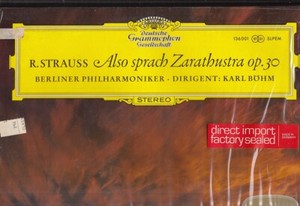 Deutsche
Grammophon
Gesellschaft
SLPEM
R. STRAUSS Also sprach Zarathustra op. 30
BERLINER PHILHARMONIKER · DIRIGENT: KARL BÖHM
STEREO
direct import
factory sealed